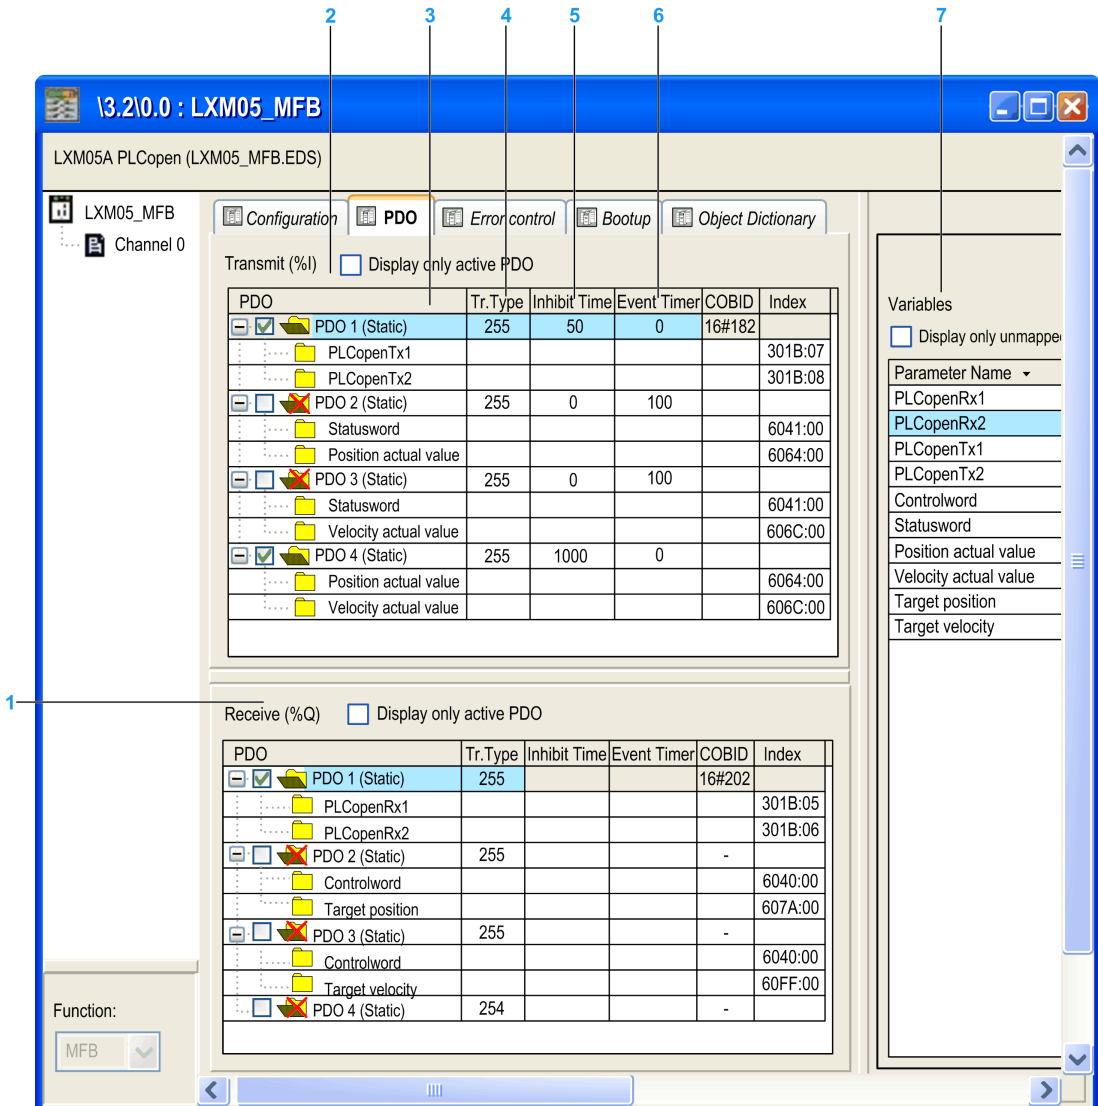 2 3 4 5 6 7
\3.2\0.0 : LXM05_MFB
LXM05A PLCopen (LXM05_MFB.EDS)
LXM05_MFB
Channel 0
Configuration PDO Error control Bootup Object Dictionary
Transmit (%I) Display only active PDO
PDO Tr.Type Inhibit Time Event Timer COBID Index
PDO 1 (Static) 255 50 0 16#182
PLCopenTx1 301B:07
PLCopenTx2 301B:08
PDO 2 (Static) 255 0 100
Statusword 6041:00
Position actual value 6064:00
PDO 3 (Static) 255 0 100
Statusword 6041:00
Velocity actual value 606C:00
PDO 4 (Static) 255 1000 0
Position actual value 6064:00
Velocity actual value 606C:00
1
Receive (%Q) Display only active PDO
PDO Tr.Type Inhibit Time Event Timer COBID Index
PDO 1 (Static) 255 16#202
PLCopenRx1 301B:05
PLCopenRx2 301B:06
PDO 2 (Static) 255 -
Controlword 6040:00
Target position 607A:00
PDO 3 (Static) 255 -
Controlword 6040:00
Target velocity 60FF:00
PDO 4 (Static) 254 -
Variables
Display only unmappe
Parameter Name
PLCopenRx1
PLCopenRx2
PLCopenTx1
PLCopenTx2
Controlword
Statusword
Position actual value
Velocity actual value
Target position
Target velocity
Function:
MFB